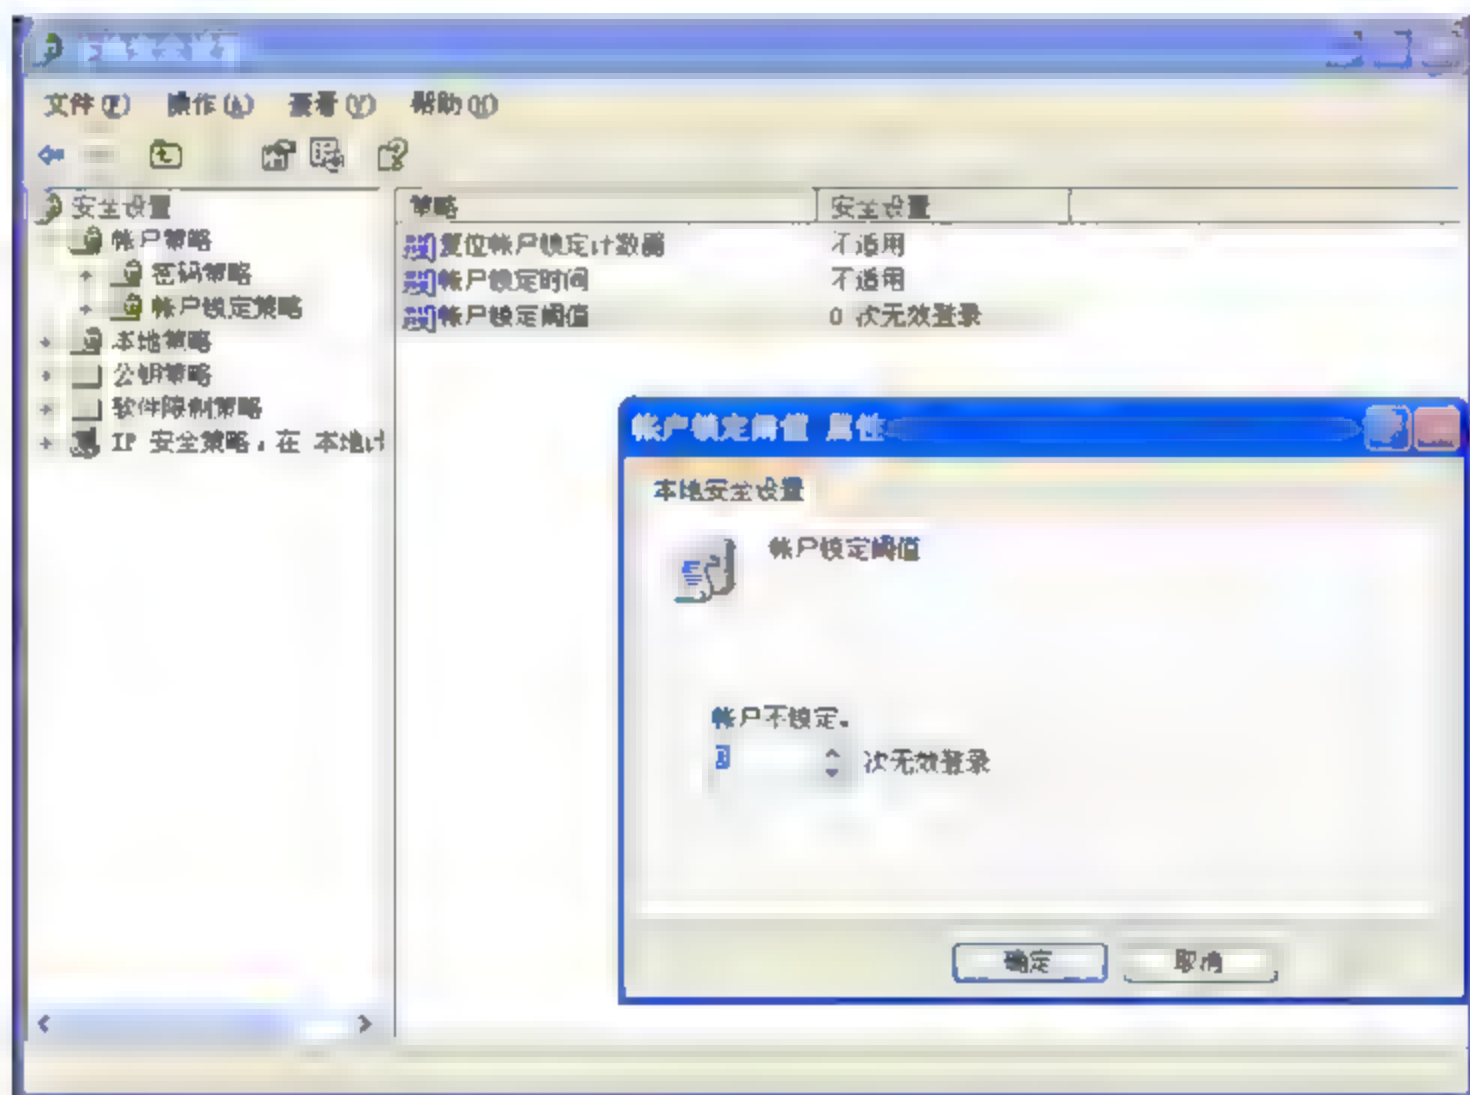 文件(F) 操作(A) 查看(V) 帮助(H)
安全设置
帐户策略
密码策略
帐户锁定策略
本地策略
公钥策略
软件限制策略
IP 安全策略，在 本地计
策略 安全设置
复位帐户锁定计数器 不适用
帐户锁定时间 不适用
帐户锁定阈值 0 次无效登录
帐户锁定阈值 属性
本地安全设置
帐户锁定阈值
帐户不锁定。
次无效登录
确定 取消